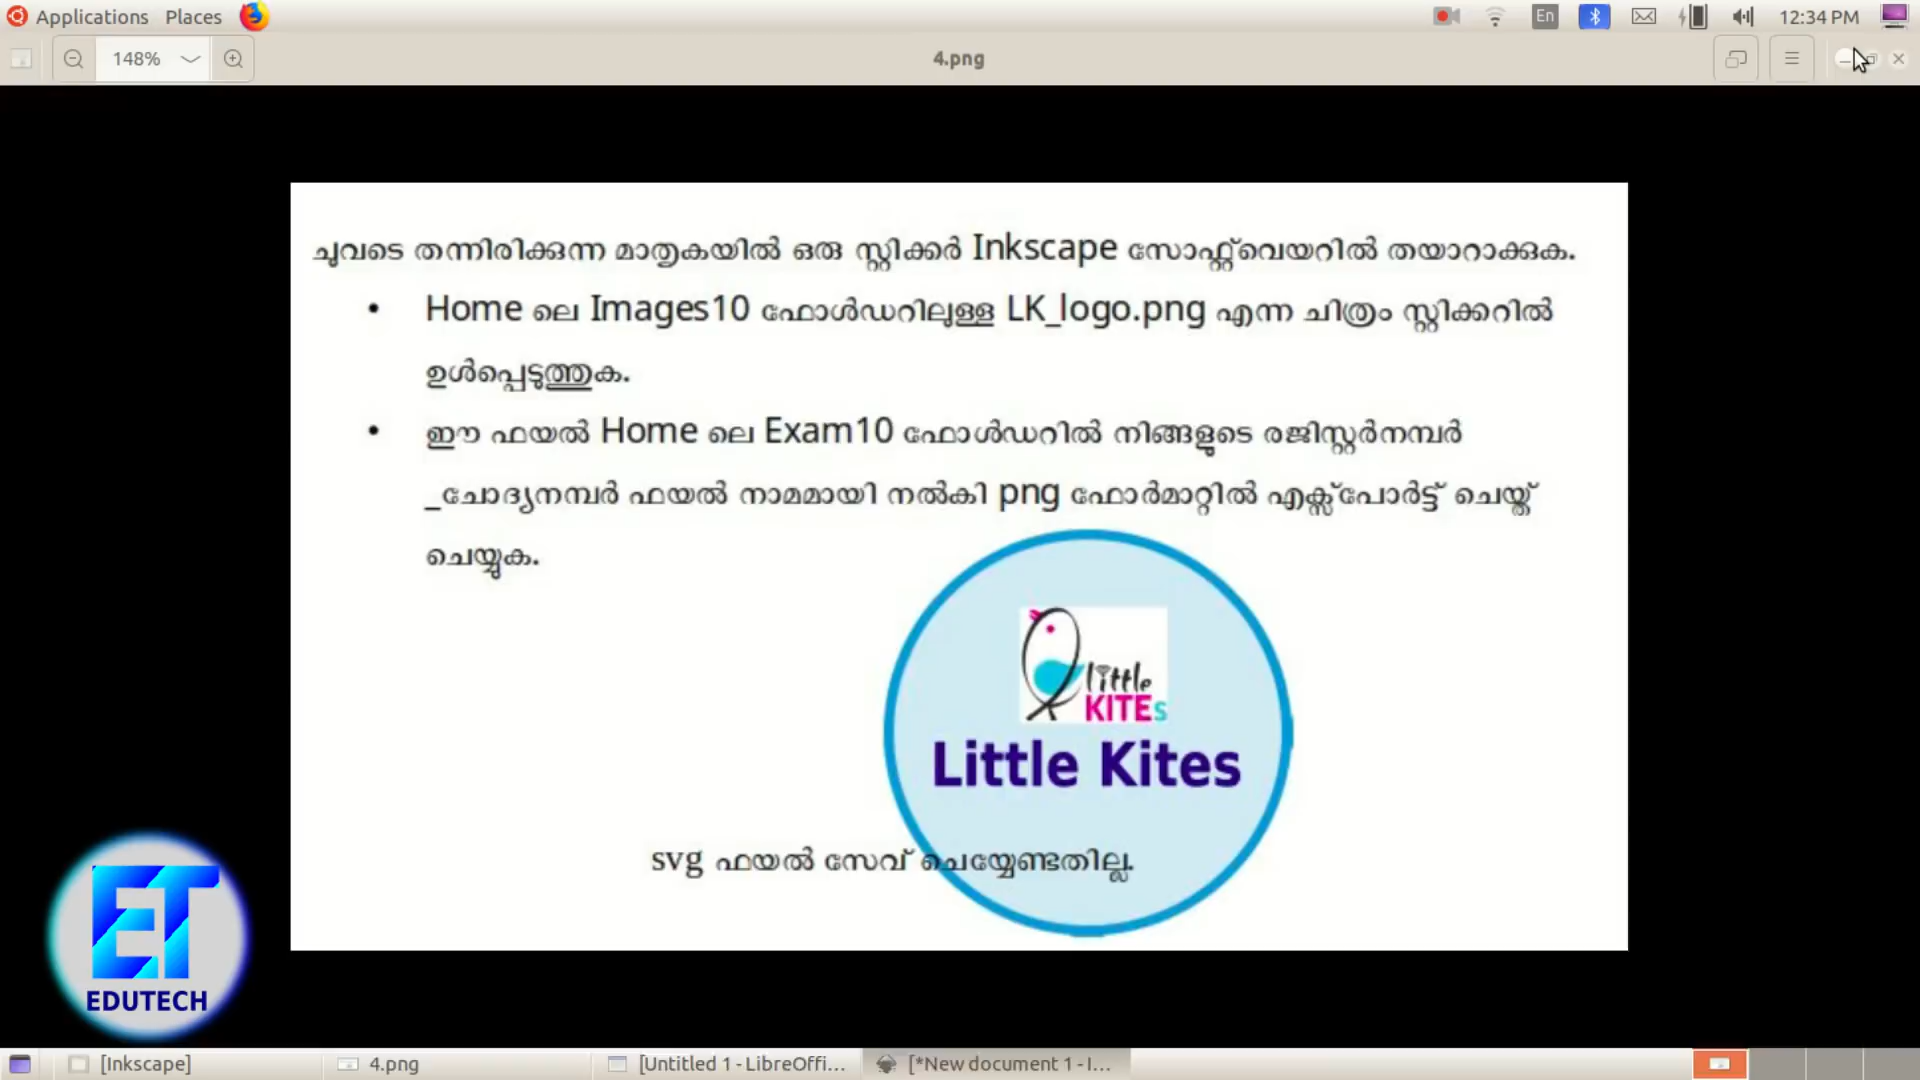 Applications Places En 12:34 PM
148% 4.png
ചുവടെ തന്നിരിക്കുന്ന മാതൃകയിൽ ഒരു സ്റ്റിക്കർ Inkscape സോഫ്റ്റ്‌വെയറിൽ തയാറാക്കുക.
• Home ലെ Images10 ഫോൾഡറിലുള്ള LK_logo.png എന്ന ചിത്രം സ്റ്റിക്കറിൽ
ഉൾപ്പെടുത്തുക.
• ഈ ഫയൽ Home ലെ Exam10 ഫോൾഡറിൽ നിങ്ങളുടെ രജിസ്റ്റർനമ്പർ
_ചോദ്യനമ്പർ ഫയൽ നാമമായി നൽകി png ഫോർമാറ്റിൽ എക്സ്പോർട്ട് ചെയ്ത്
ചെയ്യുക.
little
KITEs
Little Kites
svg ഫയൽ സേവ് ചെയ്യേണ്ടതില്ല.
ET
EDUTECH
[Inkscape] 4.png [Untitled 1 - LibreOffi... [*New document 1 - I...